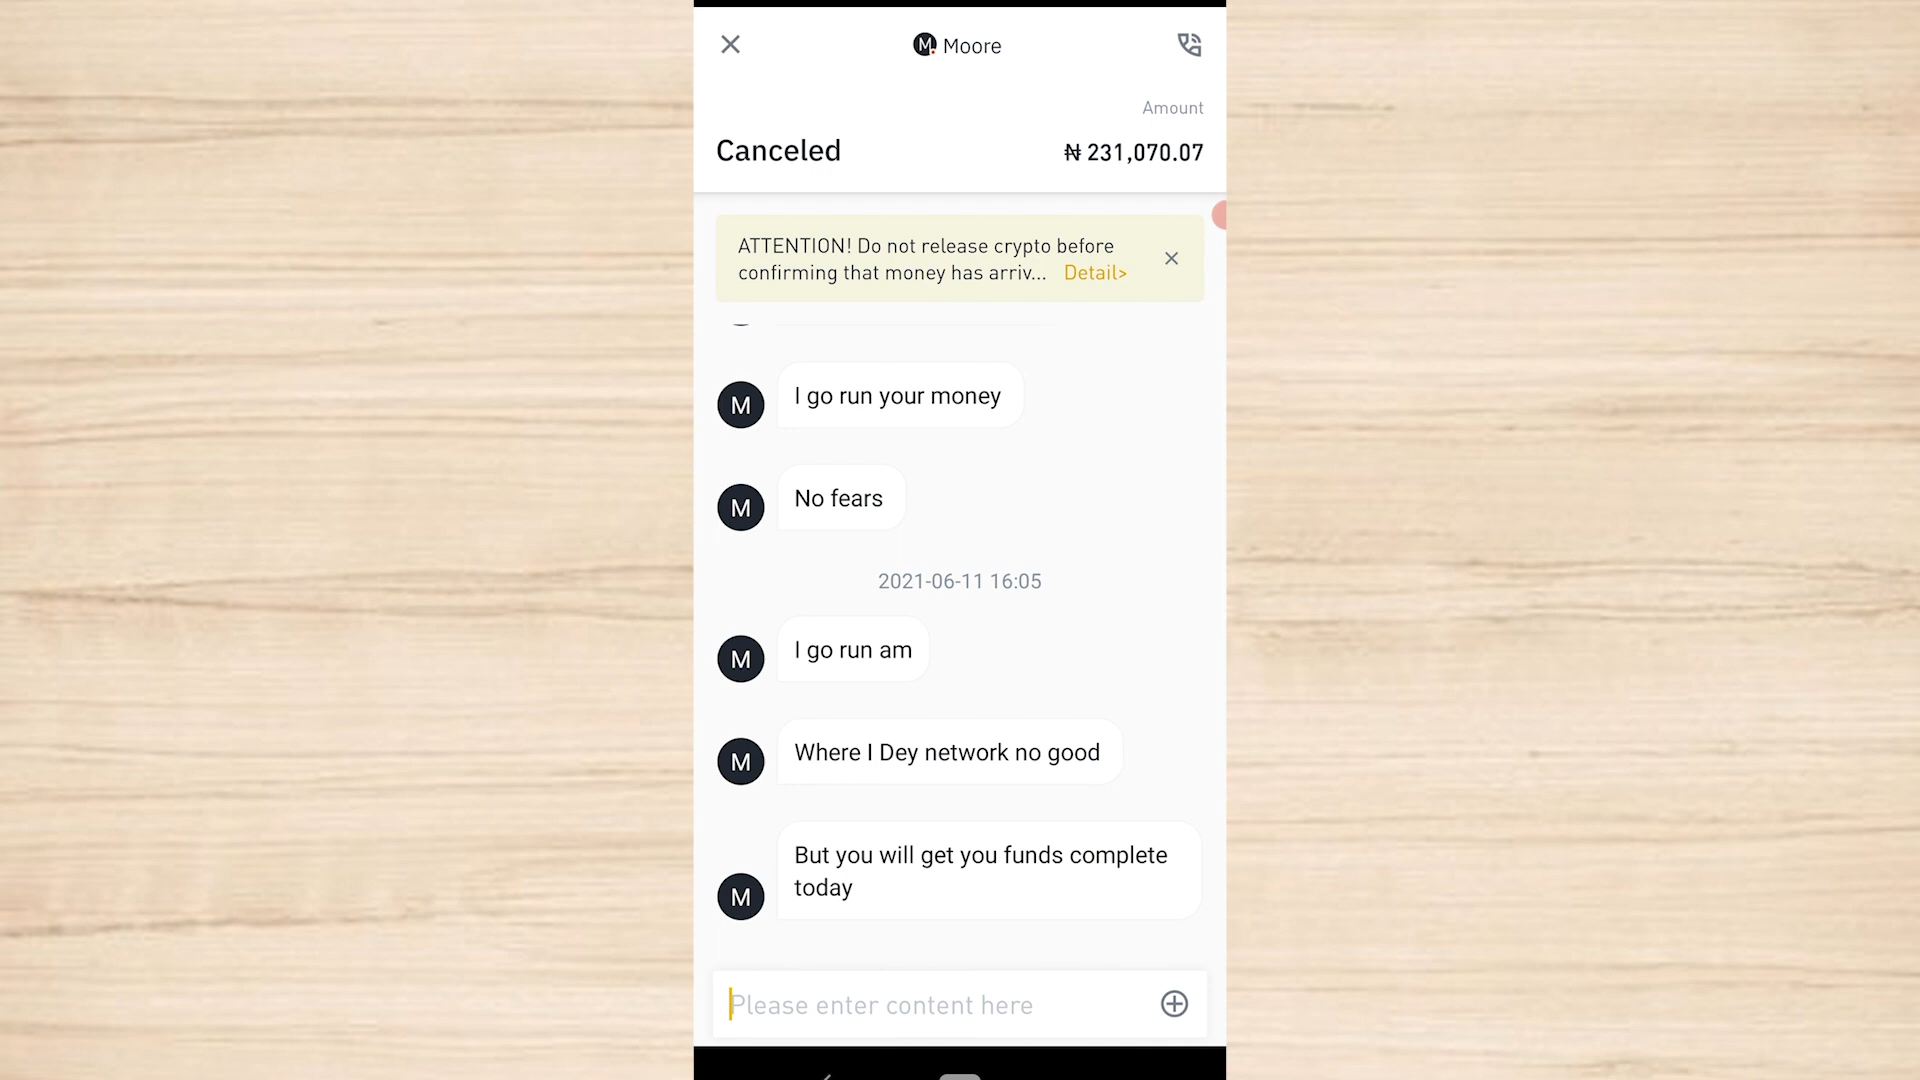 M Moore
Amount
Canceled
₦ 231,070.07
ATTENTION! Do not release crypto before
confirming that money has arriv... Detail>
M
I go run your money
M
No fears
2021-06-11 16:05
M
I go run am
M
Where I Dey network no good
M
But you will get you funds complete
today
Please enter content here